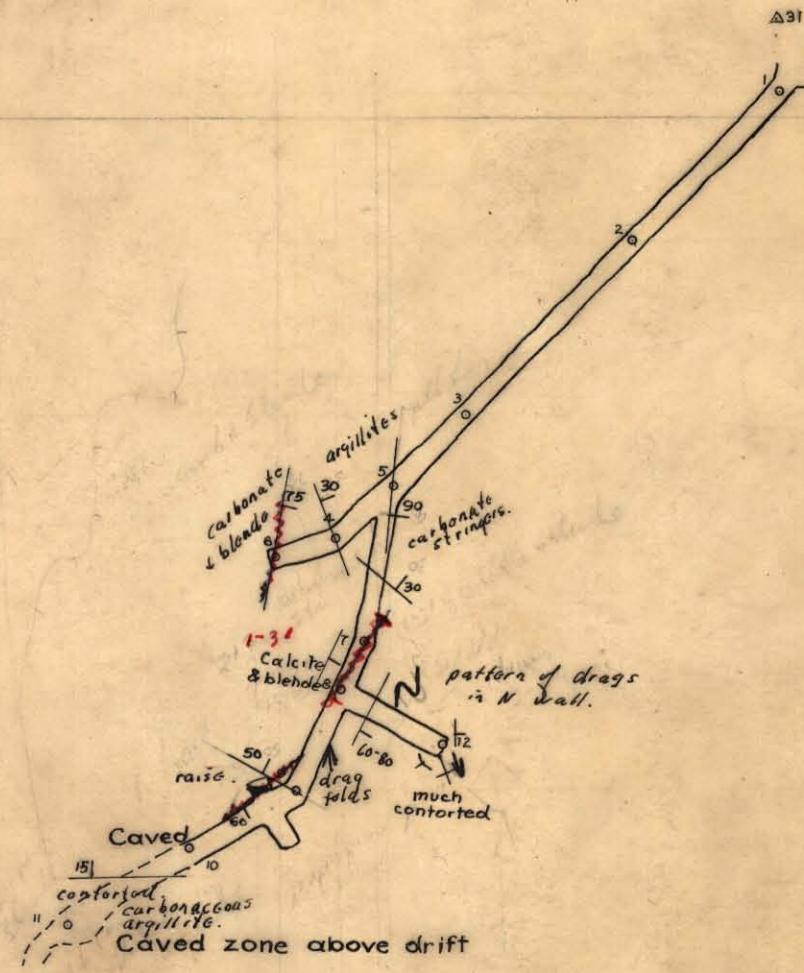 △31
1
2
3
argillites
5
30
carbonate
& blende
75
4
90
carbonate
stringers.
6
30
1-3'
7
Calcite
& blende
8
pattern of drags
in N wall.
12
60-80
50
raise.
drag
folds
much
contorted
60
Caved
10
15
contorted
carbonaceous
argillite.
11
Caved zone above drift